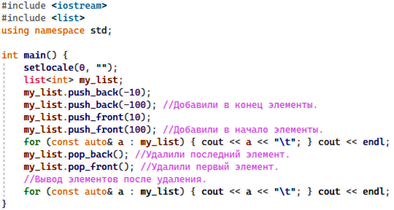 #include <iostream>
#include <list>
using namespace std;
int main() {
setlocale(0, "");
list<int> my_list;
my_list.push_back(-10);
my_list.push_back(-100); //Добавили в конец элементы.
my_list.push_front(10);
my_list.push_front(100); //Добавили в начало элементы.
for (const auto& a : my_list) { cout << a << "\t"; } cout << endl;
my_list.pop_back(); //Удалили последний элемент.
my_list.pop_front(); //Удалили первый элемент.
//Вывод элементов после удаления.
for (const auto& a : my_list) { cout << a << "\t"; } cout << endl;
}